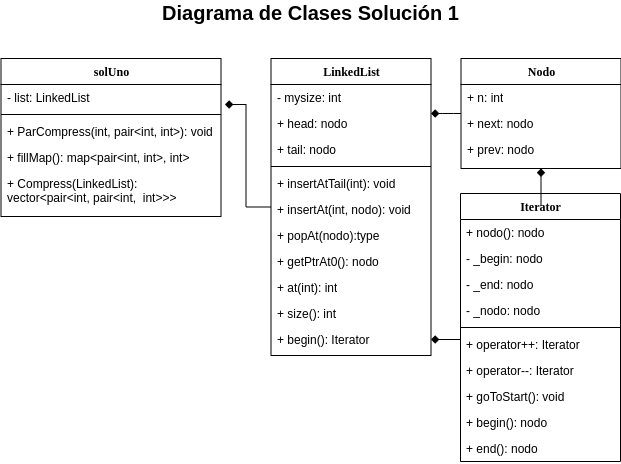 Diagrama de Clases Solución 1
solUno
- list: LinkedList
+ ParCompress(int, pair<int, int>): void
+ fillMap(): map<pair<int, int>, int>
+ Compress(LinkedList):
vector<pair<int, pair<int,  int>>>
LinkedList
- mysize: int
+ head: nodo
+ tail: nodo
+ insertAtTail(int): void
+ insertAt(int, nodo): void
+ popAt(nodo):type
+ getPtrAt0(): nodo
+ at(int): int
+ size(): int
+ begin(): Iterator
Nodo
+ n: int
+ next: nodo
+ prev: nodo
Iterator
+ nodo(): nodo
- _begin: nodo
- _end: nodo
- _nodo: nodo
+ operator++: Iterator
+ operator--: Iterator
+ goToStart(): void
+ begin(): nodo
+ end(): nodo